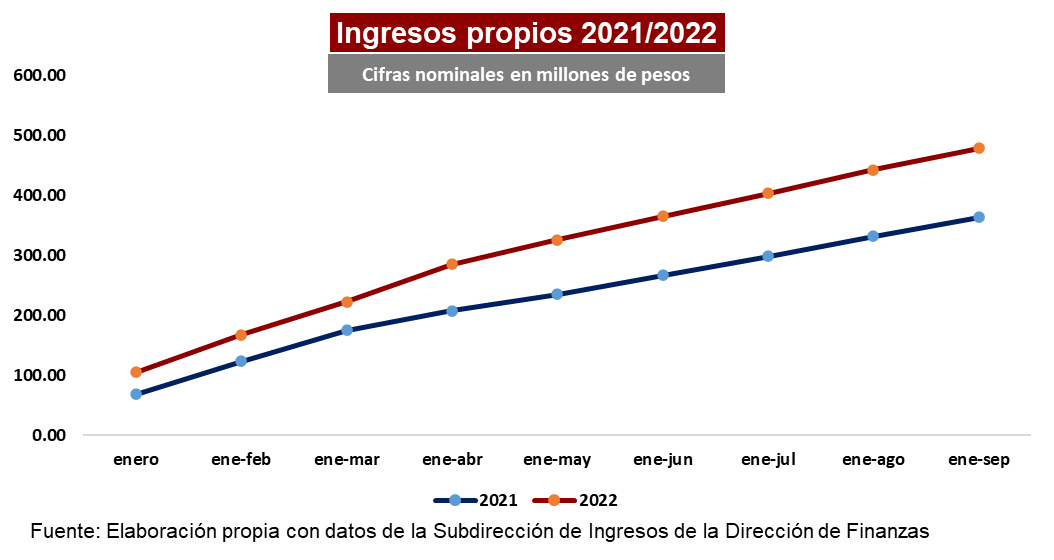 Ingresos propios 2021/2022
Cifras nominales en millones de pesos
600.00
500.00
400.00
300.00
200.00
100.00
0.00
enero ene-feb ene-mar ene-abr ene-may ene-jun ene-jul ene-ago ene-sep
2021 2022
Fuente: Elaboración propia con datos de la Subdirección de Ingresos de la Dirección de Finanzas